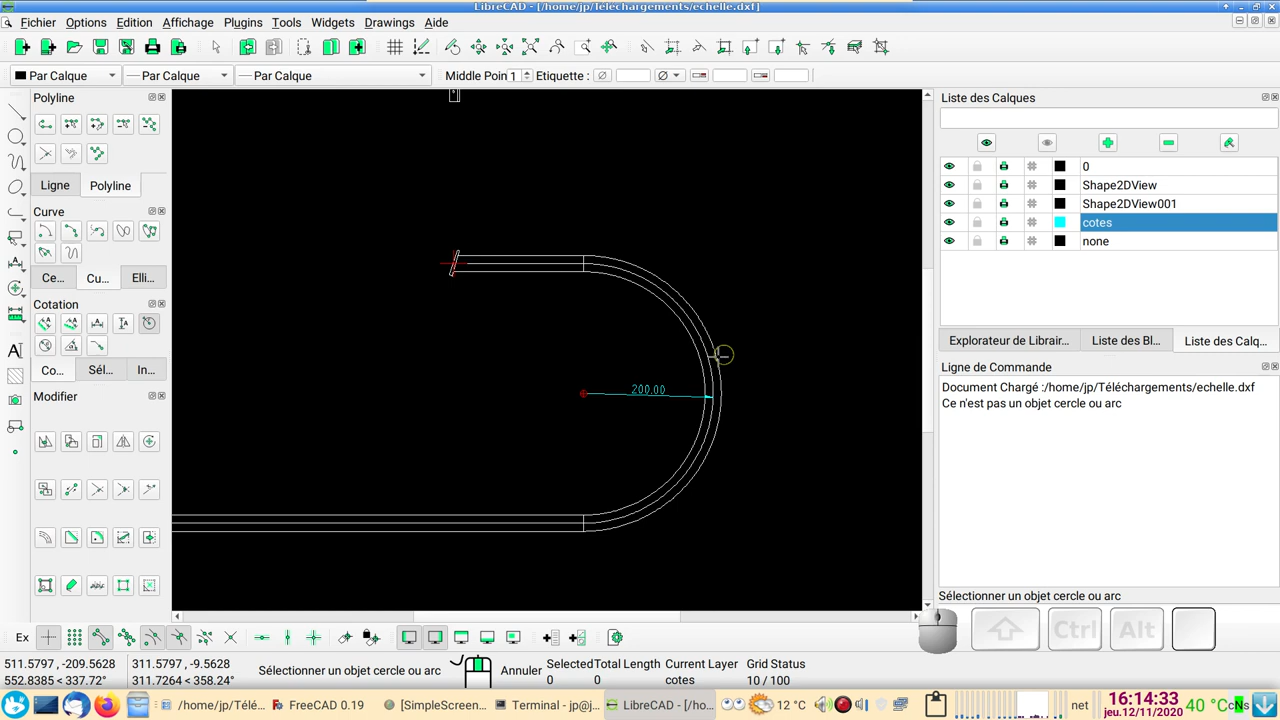 LibreCAD - [/home/jp/Téléchargements/echelle.dxf]
Fichier Options Edition Affichage Plugins Tools Widgets Drawings Aide
Par Calque Par Calque Par Calque Middle Poin 1 Etiquette :
Polyline
Ligne Polyline
Curve
Ce... Cu... Elli...
Cotation
Co... Sél... In...
Modifier
200.00
Liste des Calques
0
Shape2DView
Shape2DView001
cotes
none
Explorateur de Librair... Liste des Bl... Liste des Calq...
Ligne de Commande
Document Chargé :/home/jp/Téléchargements/echelle.dxf
Ce n'est pas un objet cercle ou arc
Sélectionner un objet cercle ou arc
Ctrl Alt
Ex
511.5797, -209.5628
552.8385 < 337.72°
311.5797, -9.5628
311.7264 < 358.24°
Sélectionner un objet cercle ou arc
Annuler
Selected
0
Total Length
0
Current Layer
cotes
Grid Status
10 / 100
/home/jp/Télé... FreeCAD 0.19 [SimpleScreen... Terminal - jp@j... LibreCAD - [/ho... 12 °C net
16:14:33
jeu.12/11/2020
40 °C
cNs